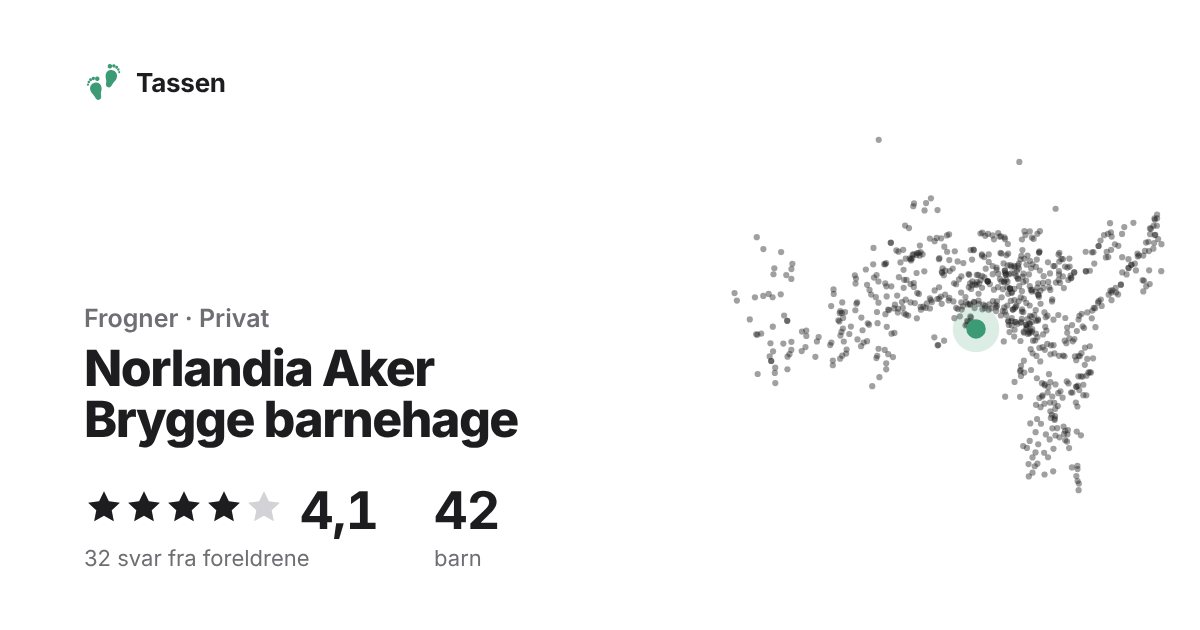 Tassen
Frogner · Privat
Norlandia Aker
Brygge barnehage
4,1
42
32 svar fra foreldrene
barn